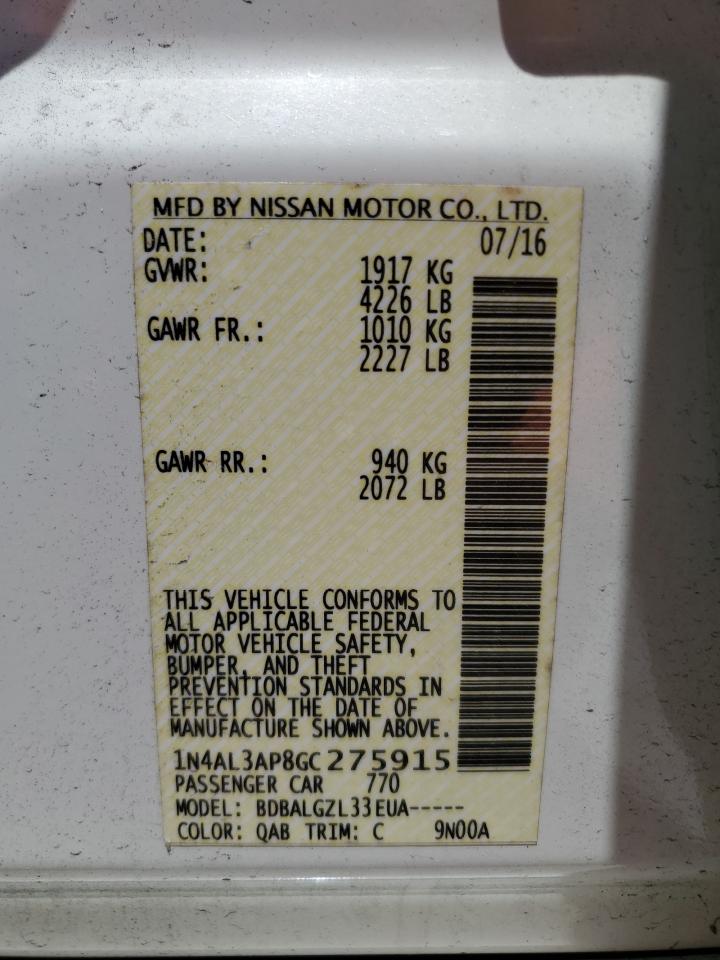 MFD BY NISSAN MOTOR CO., LTD.
DATE: 07/16
GVWR: 1917 KG
4226 LB
GAWR FR.: 1010 KG
2227 LB
GAWR RR.: 940 KG
2072 LB
THIS VEHICLE CONFORMS TO
ALL APPLICABLE FEDERAL
MOTOR VEHICLE SAFETY,
BUMPER, AND THEFT
PREVENTION STANDARDS IN
EFFECT ON THE DATE OF
MANUFACTURE SHOWN ABOVE.
1N4AL3AP8GC275915
PASSENGER CAR 770
MODEL: BDBALGZL33EUA-----
COLOR: QAB TRIM: C 9N00A